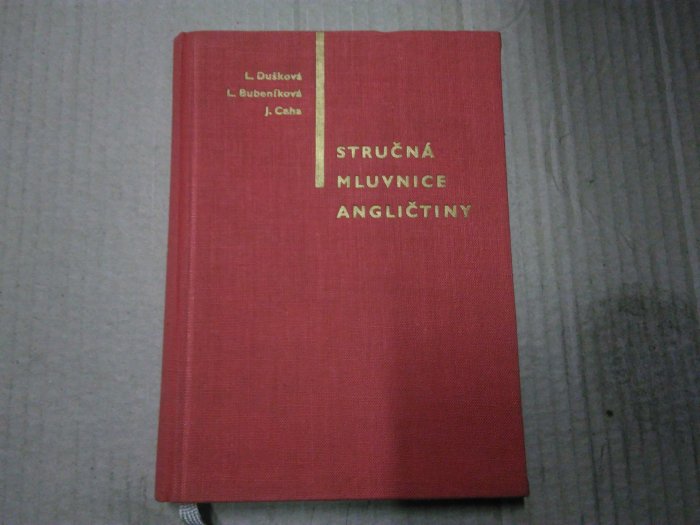 L. Dušková
L. Bubeníková
J. Caha
STRUČNÁ
MLUVNICE
ANGLIČTINY